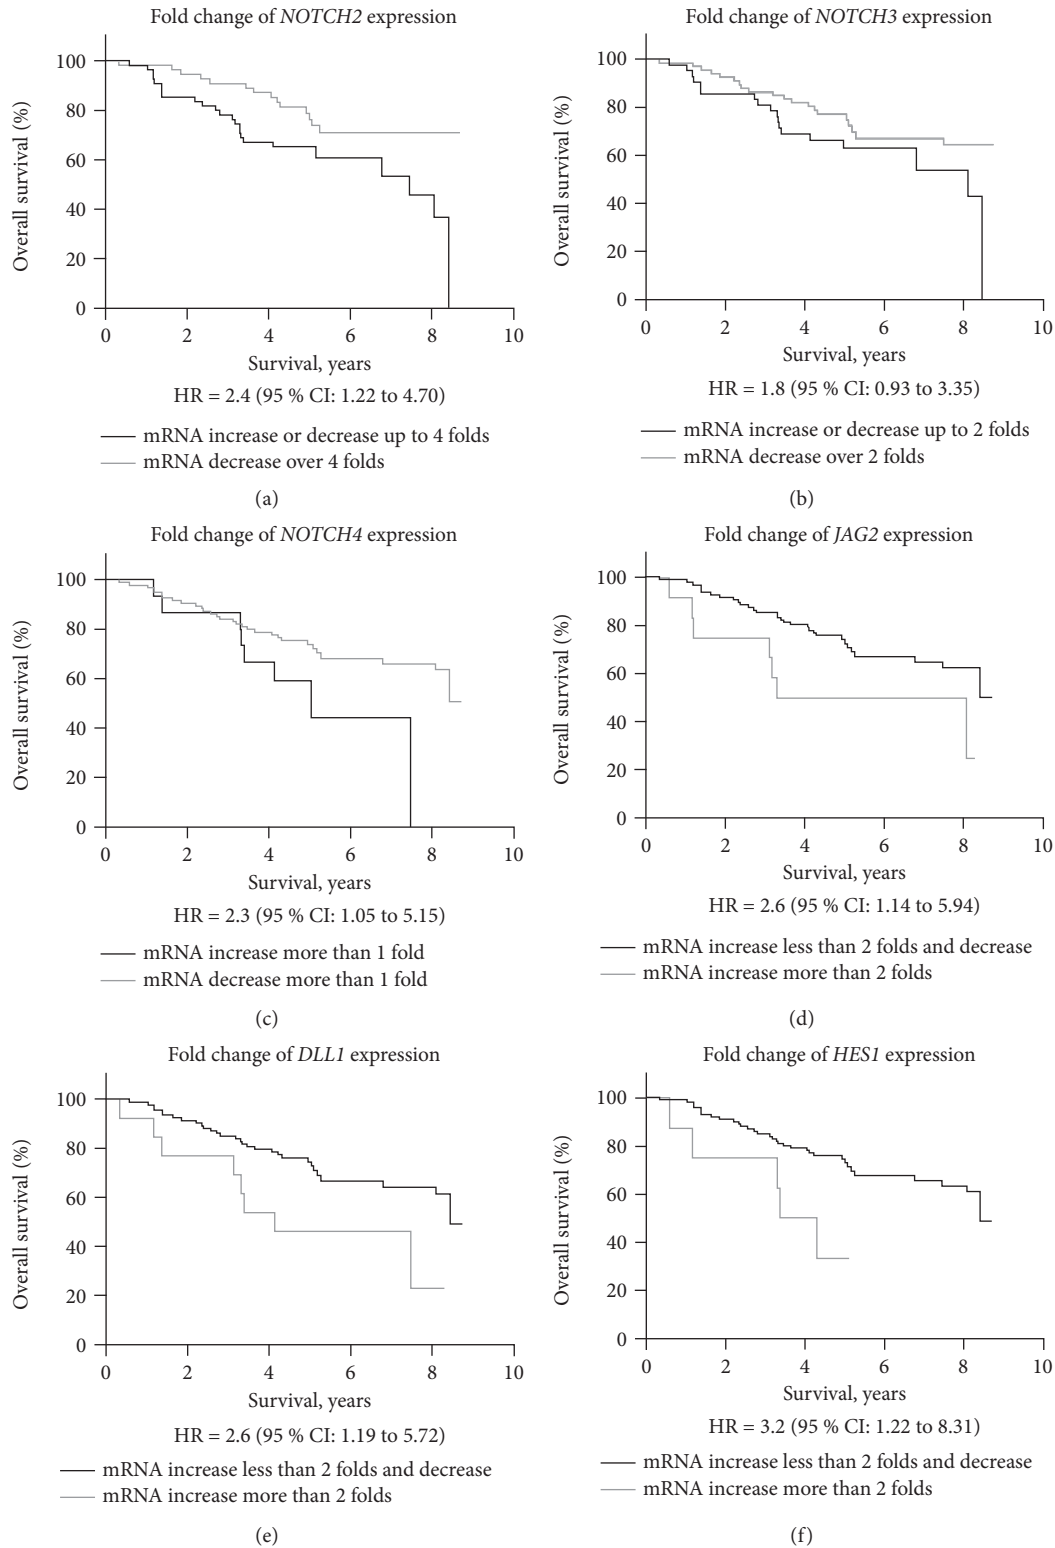 Fold change of NOTCH2 expression
Overall survival (%)
100
80
60
40
20
0
0 2 4 6 8 10
Survival, years
HR = 2.4 (95 % CI: 1.22 to 4.70)
mRNA increase or decrease up to 4 folds
mRNA decrease over 4 folds
(a)
Fold change of NOTCH3 expression
Overall survival (%)
100
80
60
40
20
0
0 2 4 6 8 10
Survival, years
HR = 1.8 (95 % CI: 0.93 to 3.35)
mRNA increase or decrease up to 2 folds
mRNA decrease over 2 folds
(b)
Fold change of NOTCH4 expression
Overall survival (%)
100
80
60
40
20
0
0 2 4 6 8 10
Survival, years
HR = 2.3 (95 % CI: 1.05 to 5.15)
mRNA increase more than 1 fold
mRNA decrease more than 1 fold
(c)
Fold change of JAG2 expression
Overall survival (%)
100
80
60
40
20
0
0 2 4 6 8 10
Survival, years
HR = 2.6 (95 % CI: 1.14 to 5.94)
mRNA increase less than 2 folds and decrease
mRNA increase more than 2 folds
(d)
Fold change of DLL1 expression
Overall survival (%)
100
80
60
40
20
0
0 2 4 6 8 10
Survival, years
HR = 2.6 (95 % CI: 1.19 to 5.72)
mRNA increase less than 2 folds and decrease
mRNA increase more than 2 folds
(e)
Fold change of HES1 expression
Overall survival (%)
100
80
60
40
20
0
0 2 4 6 8 10
Survival, years
HR = 3.2 (95 % CI: 1.22 to 8.31)
mRNA increase less than 2 folds and decrease
mRNA increase more than 2 folds
(f)